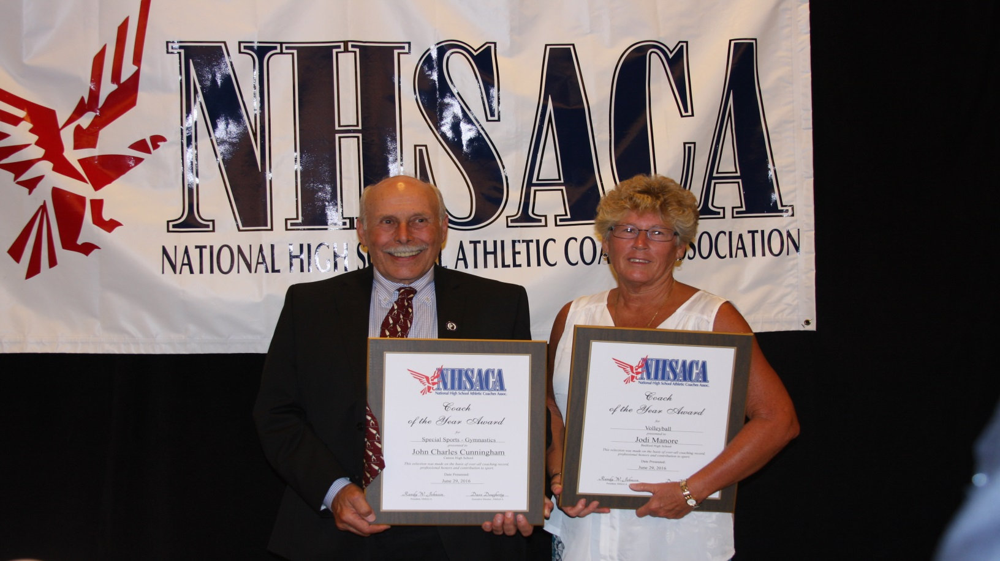 NHSACA
NATIONAL HIGH S L ATHLETIC COA SSOCIATION
NHSACA
National High School Athletic Coaches Assoc.
Coach
of the Year Award
for
Special Sports - Gymnastics
presented to
John Charles Cunningham
Canton High School
This selection was made on the basis of over-all coaching record,
professional honors and contribution to sport
Date Presented:
June 29, 2016
Randy W. Johnson
President, NHSACA
Dave Dougherty
Executive Director, NHSACA
NHSACA
National High School Athletic Coaches Assoc.
Coach
of the Year Award
for
Volleyball
presented to
Jodi Manore
Bedford High School
This selection was made on the basis of over-all coaching record,
professional honors and contribution to sport
Date Presented:
June 29, 2016
Randy W. Johnson
President, NHSACA